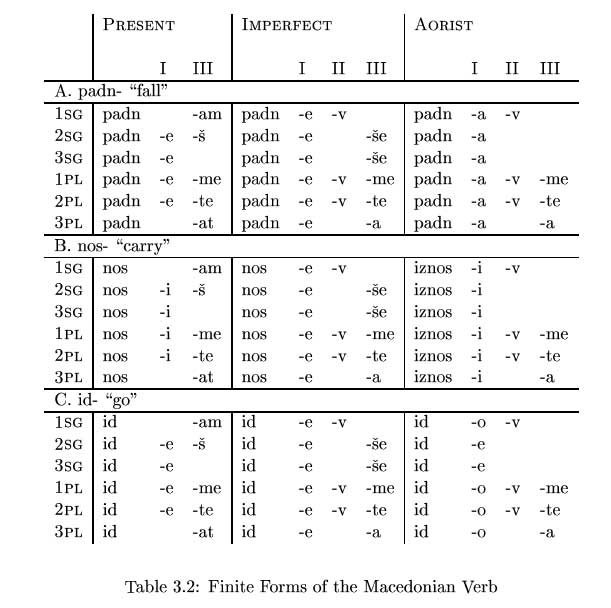 PRESENT IMPERFECT AORIST
I III I II III I II III
A. padn- “fall”
1SG padn -am padn -e -v padn -a -v
2SG padn -e -š padn -e -še padn -a
3SG padn -e padn -e -še padn -a
1PL padn -e -me padn -e -v -me padn -a -v -me
2PL padn -e -te padn -e -v -te padn -a -v -te
3PL padn -at padn -e -a padn -a -a
B. nos- “carry”
1SG nos -am nos -e -v iznos -i -v
2SG nos -i -š nos -e -še iznos -i
3SG nos -i nos -e -še iznos -i
1PL nos -i -me nos -e -v -me iznos -i -v -me
2PL nos -i -te nos -e -v -te iznos -i -v -te
3PL nos -at nos -e -a iznos -i -a
C. id- “go”
1SG id -am id -e -v id -o -v
2SG id -e -š id -e -še id -e
3SG id -e id -e -še id -e
1PL id -e -me id -e -v -me id -o -v -me
2PL id -e -te id -e -v -te id -o -v -te
3PL id -at id -e -a id -o -a
Table 3.2: Finite Forms of the Macedonian Verb